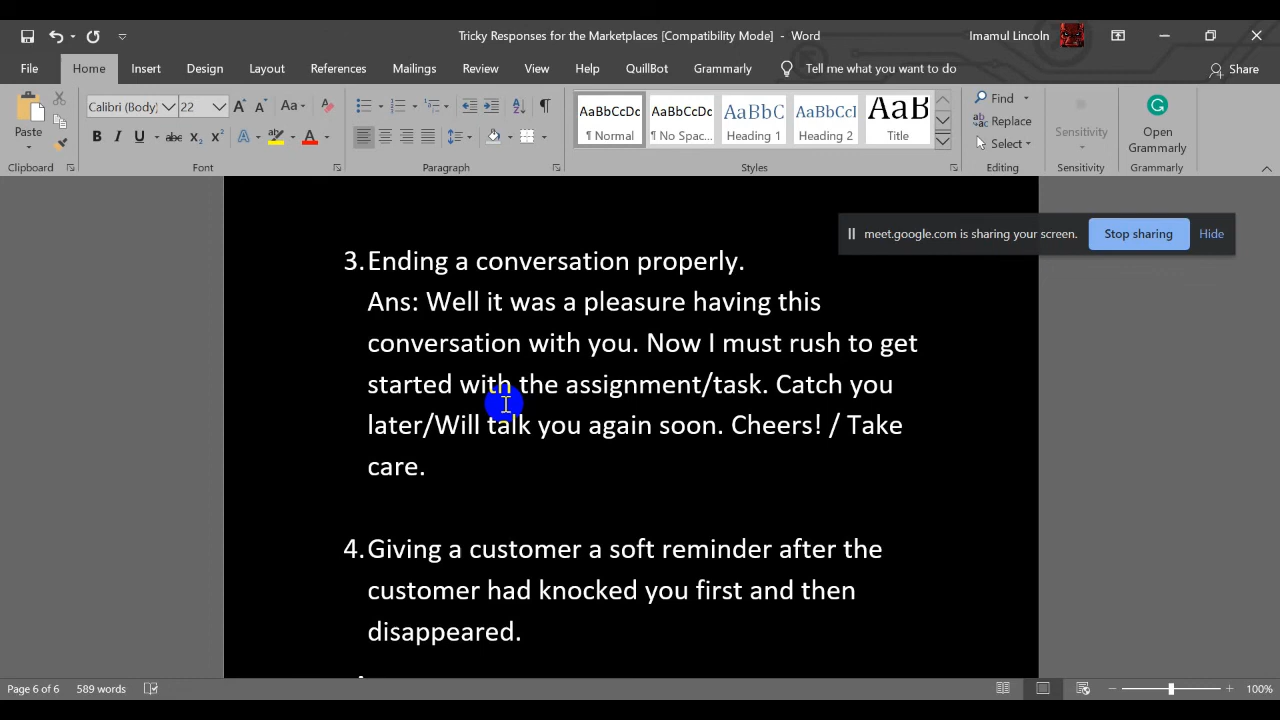 Tricky Responses for the Marketplaces [Compatibility Mode] - Word
Imamul Lincoln
File Home Insert Design Layout References Mailings Review View Help QuillBot Grammarly Tell me what you want to do Share
Calibri (Body) 22 Aa
AaBbCcDc AaBbCcDc AaBbC AaBbCcI AaB
Find
Replace
Select
Paste
B I U abc X₂ X² A A
¶ Normal ¶ No Spac... Heading 1 Heading 2 Title
Sensitivity
Open
Grammarly
Clipboard Font Paragraph Styles Editing Sensitivity Grammarly
meet.google.com is sharing your screen. Stop sharing Hide
3. Ending a conversation properly.
Ans: Well it was a pleasure having this
conversation with you. Now I must rush to get
started with the assignment/task. Catch you
later/Will talk you again soon. Cheers! / Take
care.
4. Giving a customer a soft reminder after the
customer had knocked you first and then
disappeared.
Page 6 of 6 589 words 100%